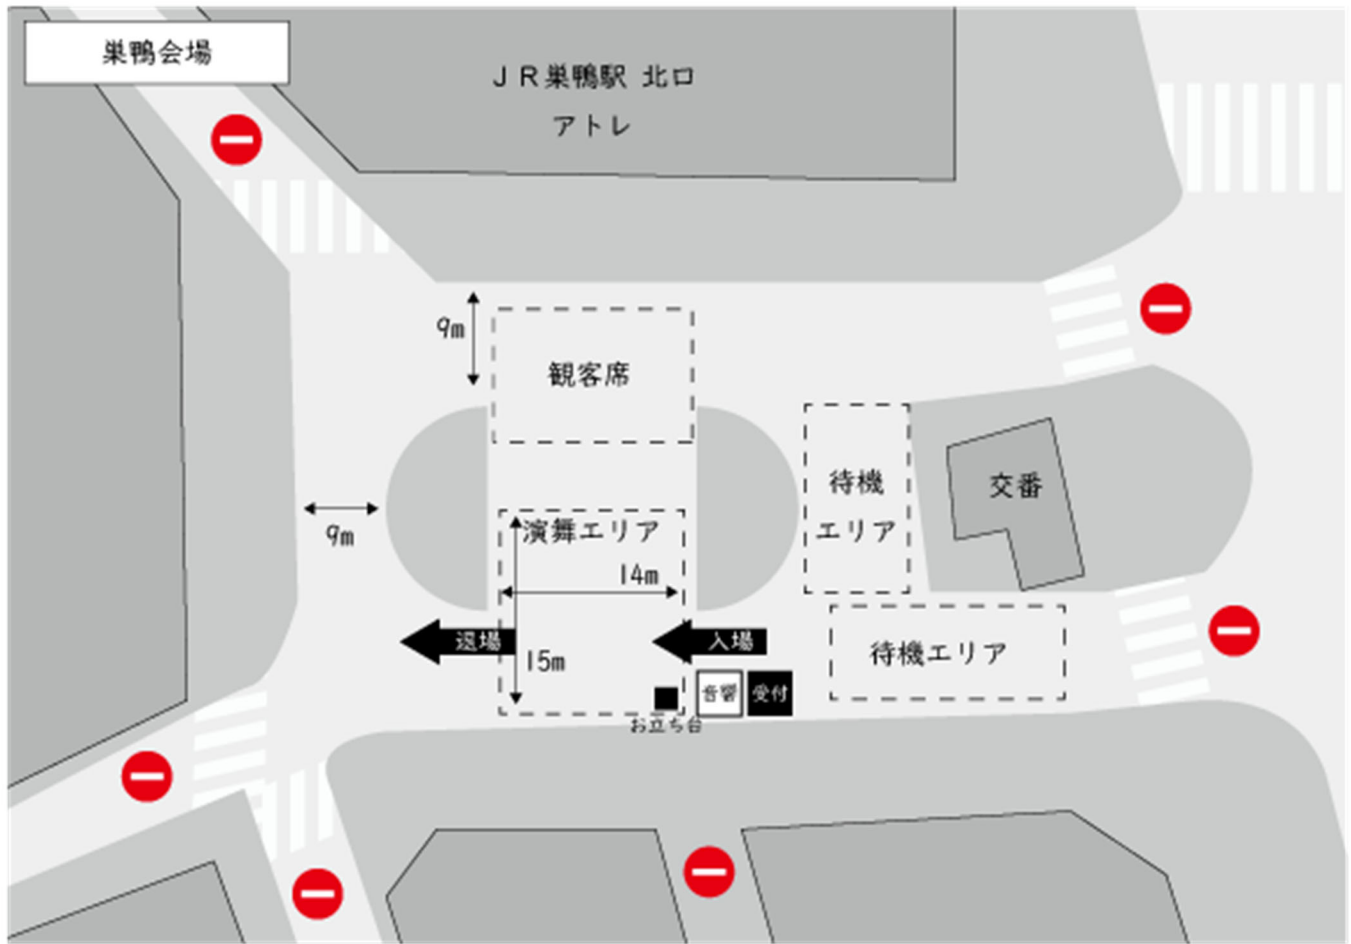 巣鴨会場
ＪＲ巣鴨駅 北口
アトレ
9m
観客席
9m
演舞エリア
14m
15m
退場
入場
音響
受付
お立ち台
待機
エリア
交番
待機エリア